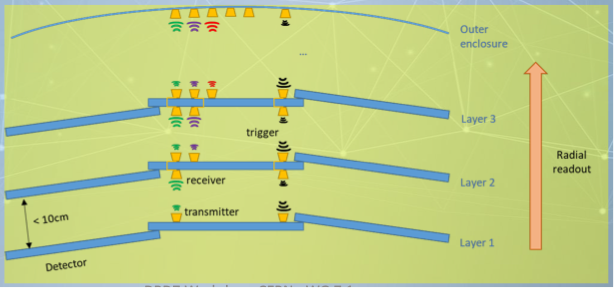 Outer
enclosure
...
Layer 3
trigger
Radial
readout
receiver
Layer 2
transmitter
< 10cm
Layer 1
Detector